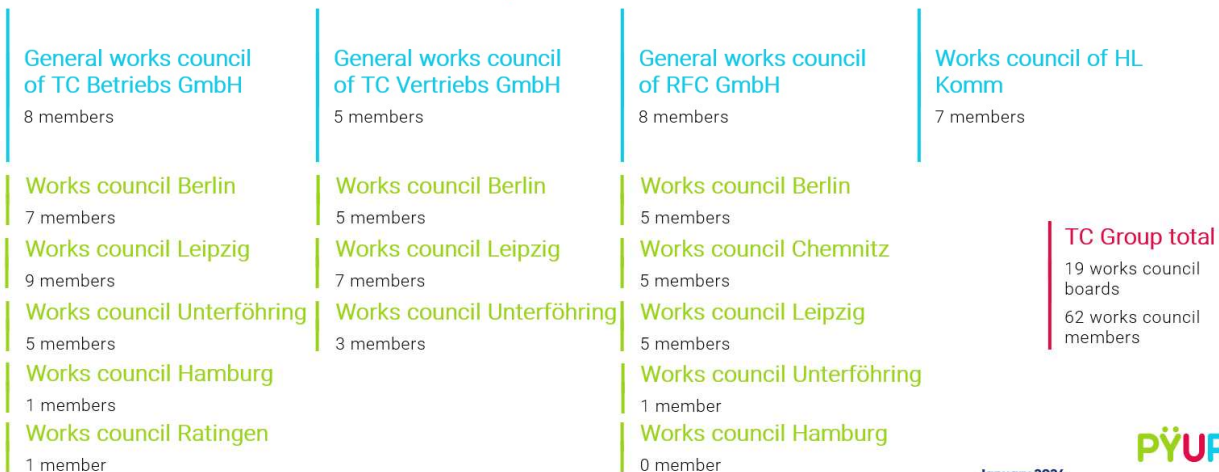 General works council
of TC Betriebs GmbH
8 members
Works council Berlin
7 members
Works council Leipzig
9 members
Works council Unterföhring
5 members
Works council Hamburg
1 members
Works council Ratingen
1 member
General works council
of TC Vertriebs GmbH
5 members
Works council Berlin
5 members
Works council Leipzig
7 members
Works council Unterföhring
3 members
General works council
of RFC GmbH
8 members
Works council Berlin
5 members
Works council Chemnitz
5 members
Works council Leipzig
5 members
Works council Unterföhring
1 member
Works council Hamburg
0 member
Works council of HL
Komm
7 members
TC Group total
19 works council
boards
62 works council
members
PŸUR